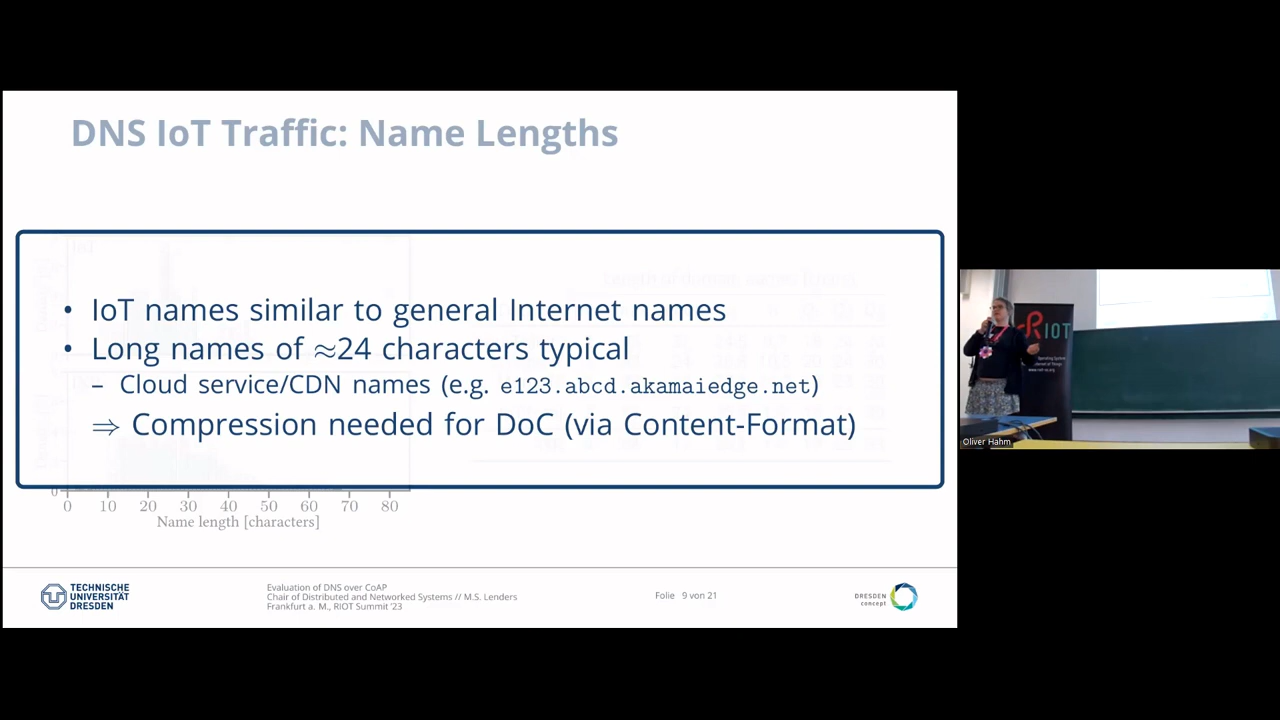 DNS IoT Traffic: Name Lengths
• IoT names similar to general Internet names
• Long names of ≈24 characters typical
– Cloud service/CDN names (e.g. e123.abcd.akamaiedge.net)
⇒ Compression needed for DoC (via Content-Format)
0
0 10 20 30 40 50 60 70 80
Name length [characters]
TECHNISCHE
UNIVERSITÄT
DRESDEN
Evaluation of DNS over CoAP
Chair of Distributed and Networked Systems // M.S. Lenders
Frankfurt a. M., RIOT Summit '23
Folie 9 von 21
DRESDEN
concept
RIOT
Oliver Hahm